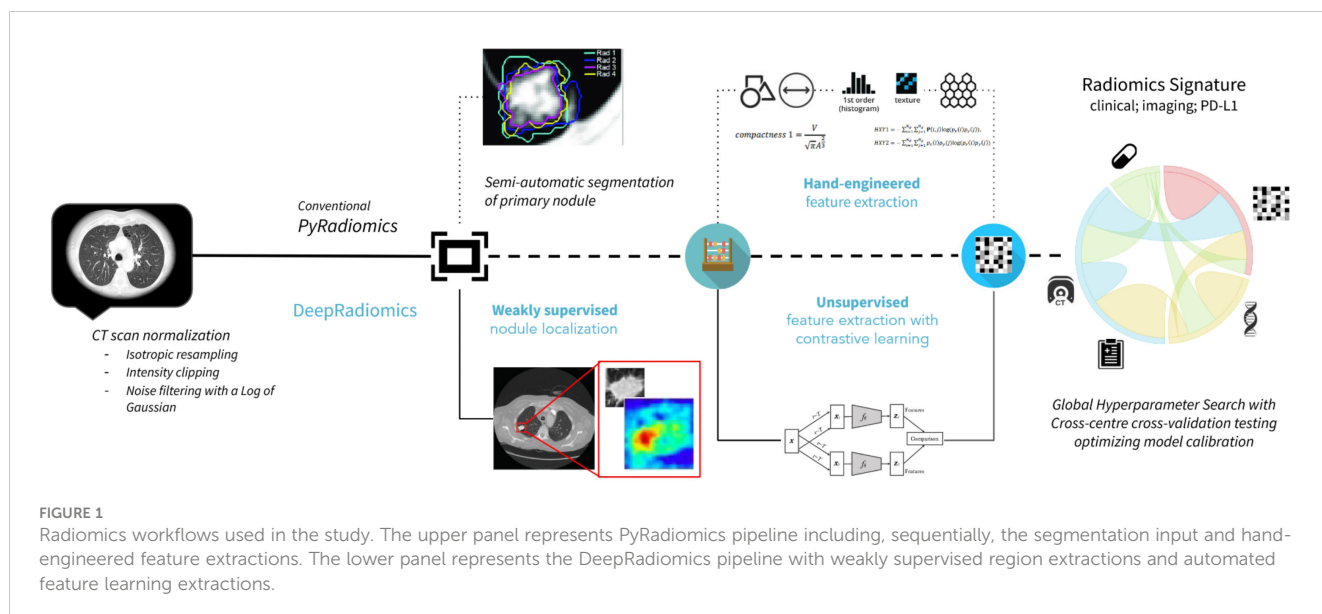 Rad 1
Rad 2
Rad 3
Rad 4
Semi-automatic segmentation
of primary nodule
1st order
(histogram)
texture
compactness 1 = V / √πA
Hand-engineered
feature extraction
Radiomics Signature
clinical; imaging; PD-L1
Conventional
PyRadiomics
DeepRadiomics
CT scan normalization
- Isotropic resampling
- Intensity clipping
- Noise filtering with a Log of
Gaussian
Weakly supervised
nodule localization
Unsupervised
feature extraction with
contrastive learning
Features
Comparison
Features
CT
Global Hyperparameter Search with
Cross-centre cross-validation testing
optimizing model calibration
FIGURE 1
Radiomics workflows used in the study. The upper panel represents PyRadiomics pipeline including, sequentially, the segmentation input and hand-
engineered feature extractions. The lower panel represents the DeepRadiomics pipeline with weakly supervised region extractions and automated
feature learning extractions.